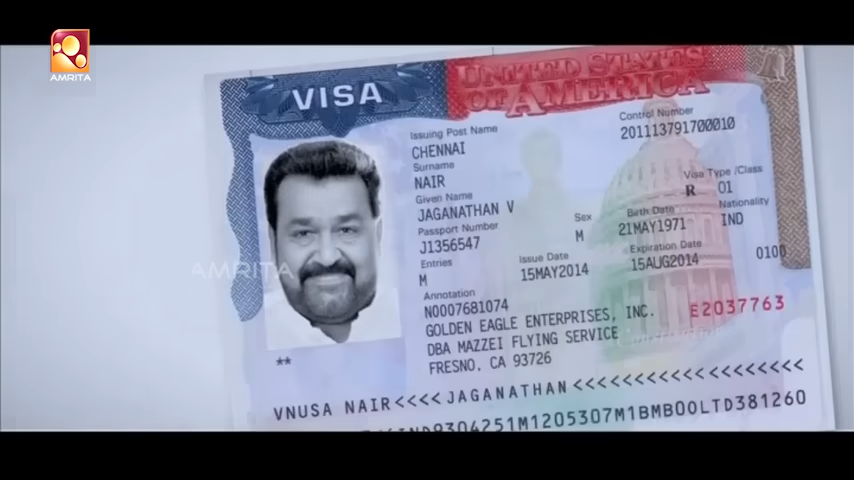 AMRITA
VISA
UNITED STATES OF AMERICA
Issuing Post Name
CHENNAI
Control Number
201113791700010
Surname
NAIR
Visa Type /Class
R 01
Given Name
JAGANATHAN V
Passport Number
J1356547
Sex
M
Birth Date
21MAY1971
Nationality
IND
Entries
M
Issue Date
15MAY2014
Expiration Date
15AUG2014
0100
Annotation
N0007681074
GOLDEN EAGLE ENTERPRISES, INC.
DBA MAZZEI FLYING SERVICE
FRESNO, CA 93726
E2037763
AMRITA
**
VNUSA NAIR<<<<JAGANATHAN<<<<<<<<<<<<<<<<<<<<
IND9304251M1205307M1BMB00LTD381260